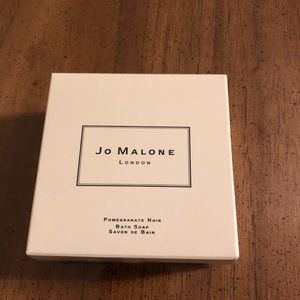 Jo Malone
London
Pomegranate Noir
Bath Soap
Savon de Bain